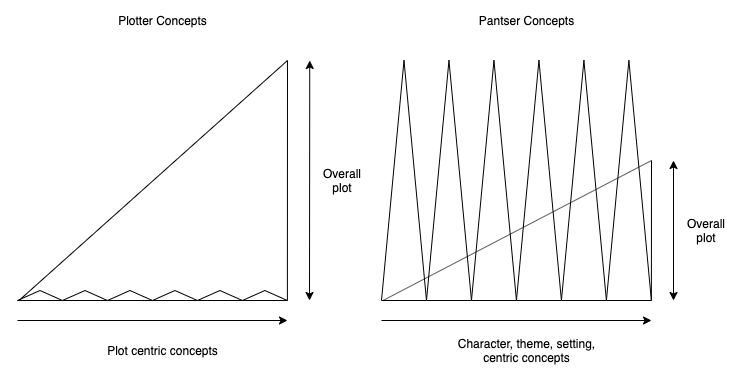 Plotter Concepts
Pantser Concepts
Overall
plot
Overall
plot
Plot centric concepts
Character, theme, setting,
centric concepts